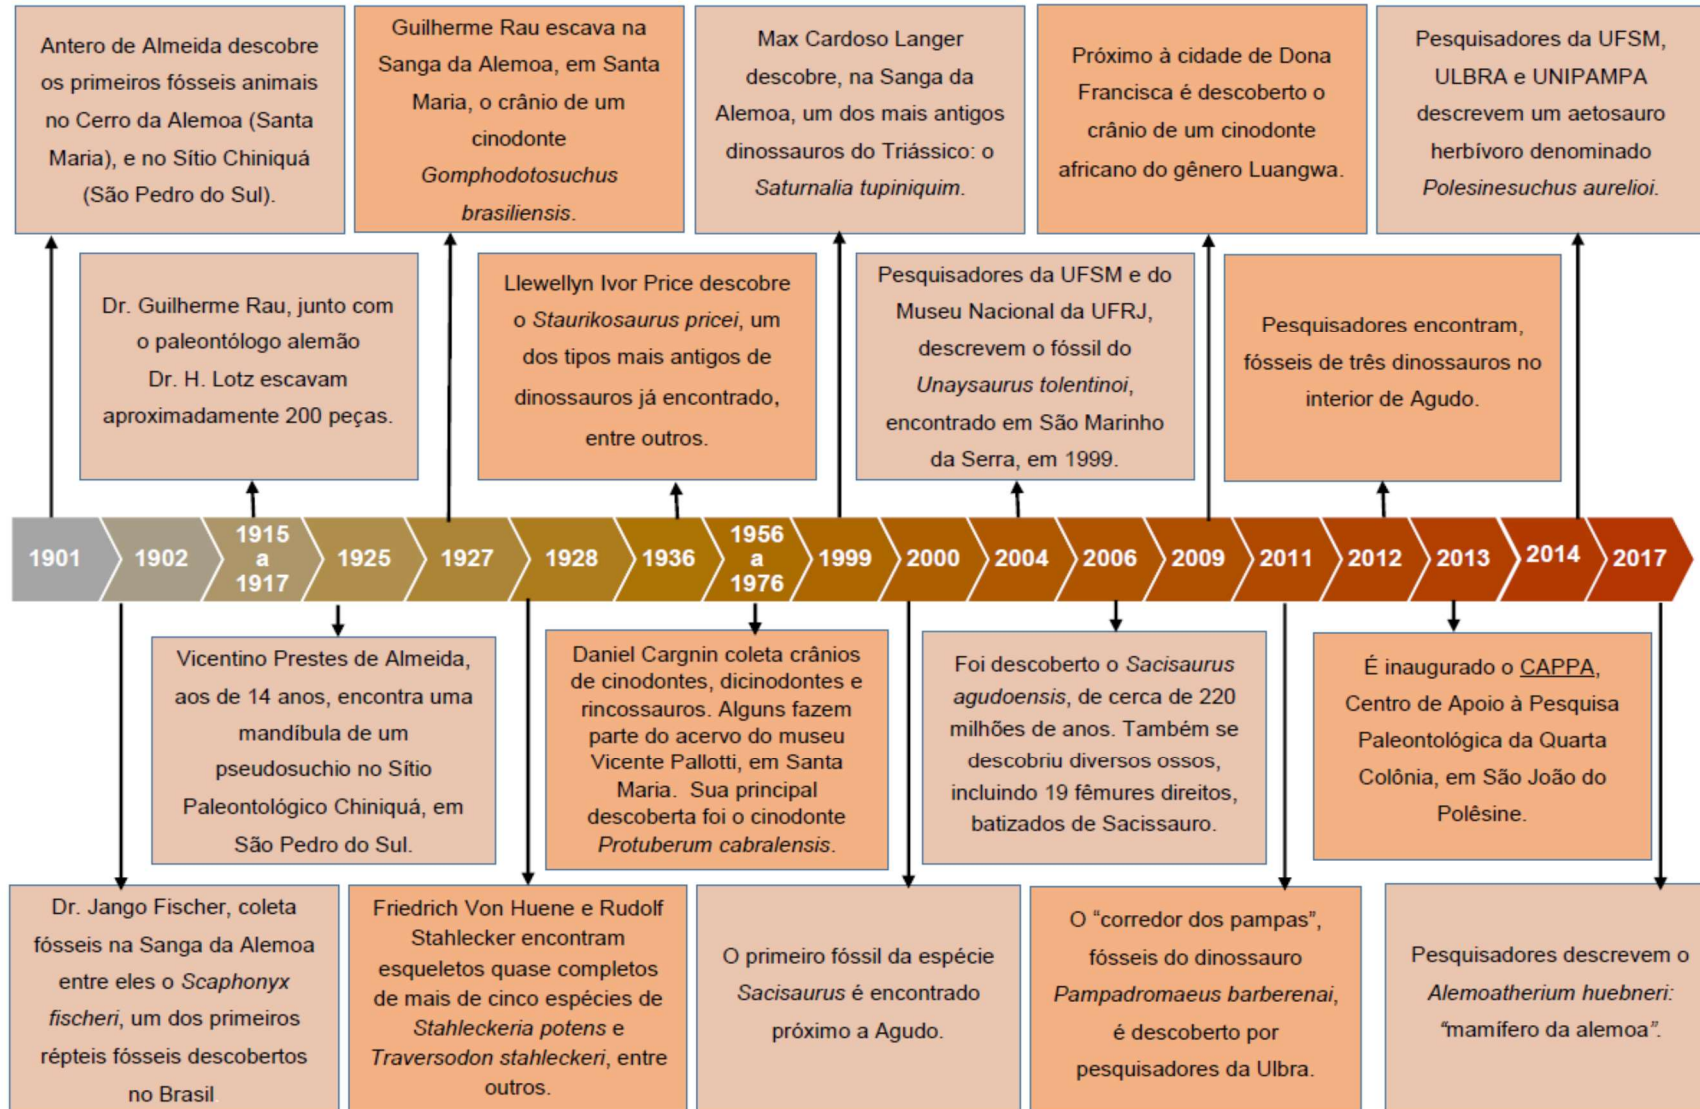 Antero de Almeida descobre
os primeiros fósseis animais
no Cerro da Alemoa (Santa
Maria), e no Sítio Chiniquá
(São Pedro do Sul).
Guilherme Rau escava na
Sanga da Alemoa, em Santa
Maria, o crânio de um
cinodonte
Gomphodotosuchus
brasiliensis.
Max Cardoso Langer
descobre, na Sanga da
Alemoa, um dos mais antigos
dinossauros do Triássico: o
Saturnalia tupiniquim.
Próximo à cidade de Dona
Francisca é descoberto o
crânio de um cinodonte
africano do gênero Luangwa.
Pesquisadores da UFSM,
ULBRA e UNIPAMPA
descrevem um aetosauro
herbívoro denominado
Polesinesuchus aurelioi.
Dr. Guilherme Rau, junto com
o paleontólogo alemão
Dr. H. Lotz escavam
aproximadamente 200 peças.
Llewellyn Ivor Price descobre
o Staurikosaurus pricei, um
dos tipos mais antigos de
dinossauros já encontrado,
entre outros.
Pesquisadores da UFSM e do
Museu Nacional da UFRJ,
descrevem o fóssil do
Unaysaurus tolentinoi,
encontrado em São Marinho
da Serra, em 1999.
Pesquisadores encontram,
fósseis de três dinossauros no
interior de Agudo.
1901
1902
1915
a
1917
1925
1927
1928
1936
1956
a
1976
1999
2000
2004
2006
2009
2011
2012
2013
2014
2017
Vicentino Prestes de Almeida,
aos de 14 anos, encontra uma
mandíbula de um
pseudosuchio no Sítio
Paleontológico Chiniquá, em
São Pedro do Sul.
Daniel Cargnin coleta crânios
de cinodontes, dicinodontes e
rincossauros. Alguns fazem
parte do acervo do museu
Vicente Pallotti, em Santa
Maria. Sua principal
descoberta foi o cinodonte
Protuberum cabralensis.
Foi descoberto o Sacisaurus
agudoensis, de cerca de 220
milhões de anos. Também se
descobriu diversos ossos,
incluindo 19 fêmures direitos,
batizados de Sacissauro.
É inaugurado o CAPPA,
Centro de Apoio à Pesquisa
Paleontológica da Quarta
Colônia, em São João do
Polêsine.
Dr. Jango Fischer, coleta
fósseis na Sanga da Alemoa
entre eles o Scaphonyx
fischeri, um dos primeiros
répteis fósseis descobertos
no Brasil.
Friedrich Von Huene e Rudolf
Stahlecker encontram
esqueletos quase completos
de mais de cinco espécies de
Stahleckeria potens e
Traversodon stahleckeri, entre
outros.
O primeiro fóssil da espécie
Sacisaurus é encontrado
próximo a Agudo.
O “corredor dos pampas”,
fósseis do dinossauro
Pampadromaeus barberenai,
é descoberto por
pesquisadores da Ulbra.
Pesquisadores descrevem o
Alemoatherium huebneri:
“mamífero da alemoa”.